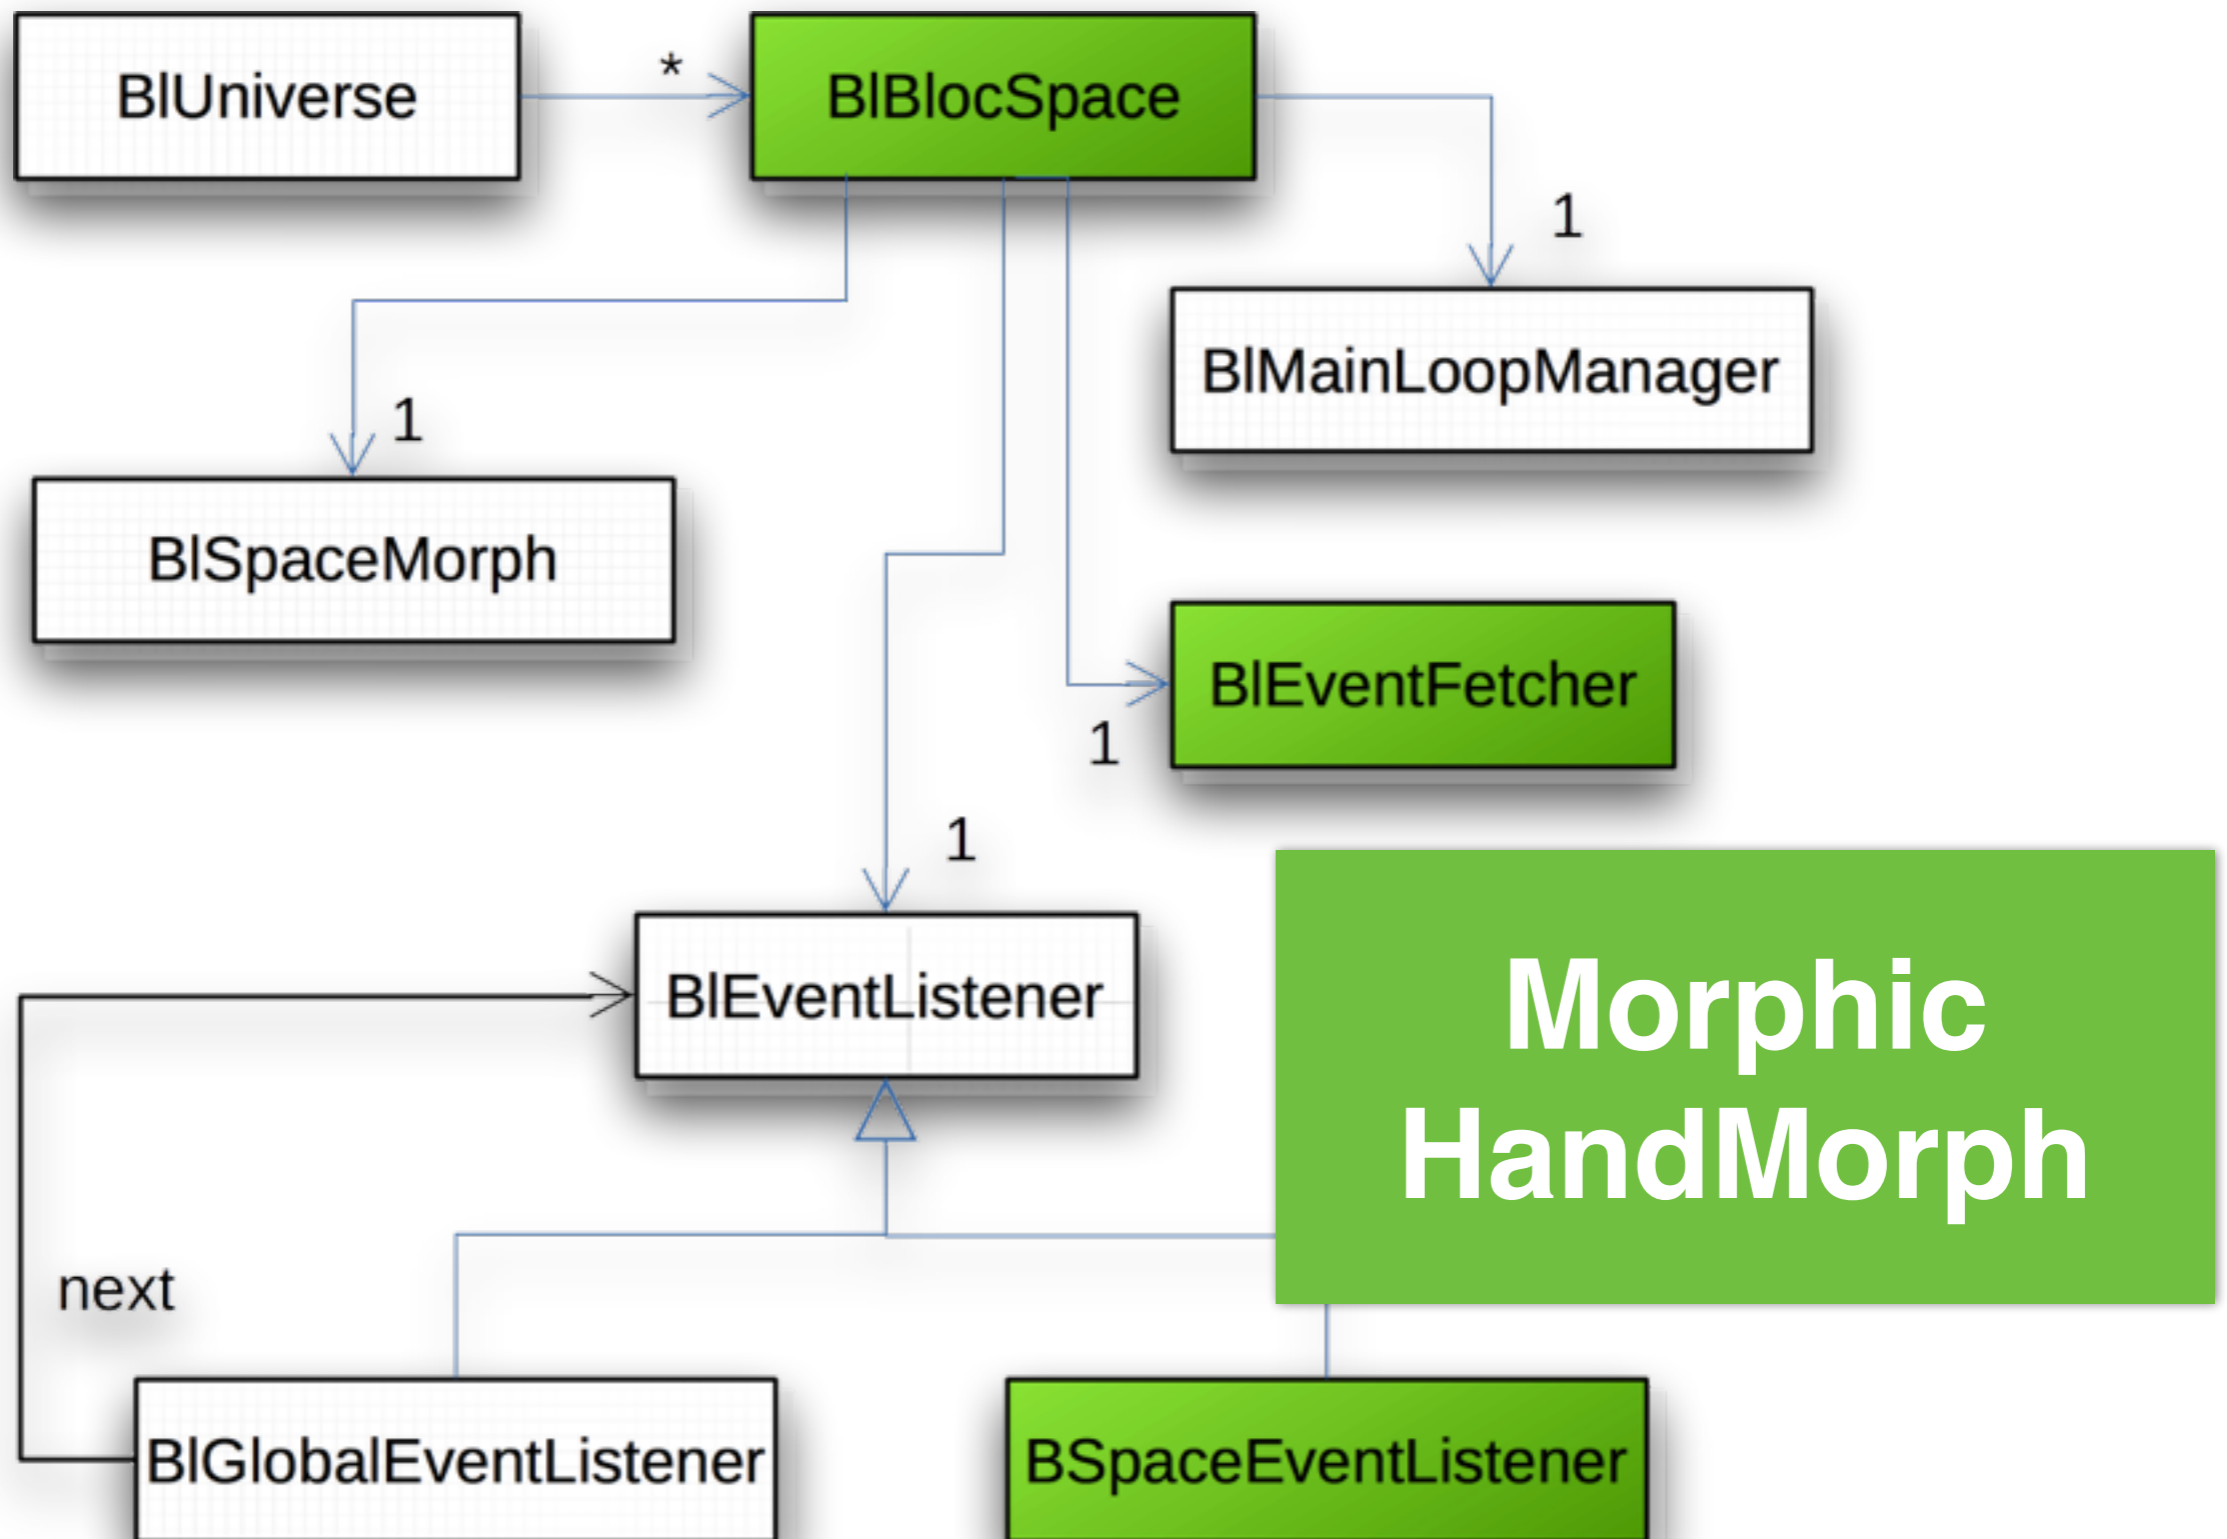 BlUniverse
*
BlBlocSpace
1
BlMainLoopManager
1
BlSpaceMorph
BlEventFetcher
1
1
BlEventListener
Morphic
HandMorph
next
BlGlobalEventListener
BSpaceEventListener